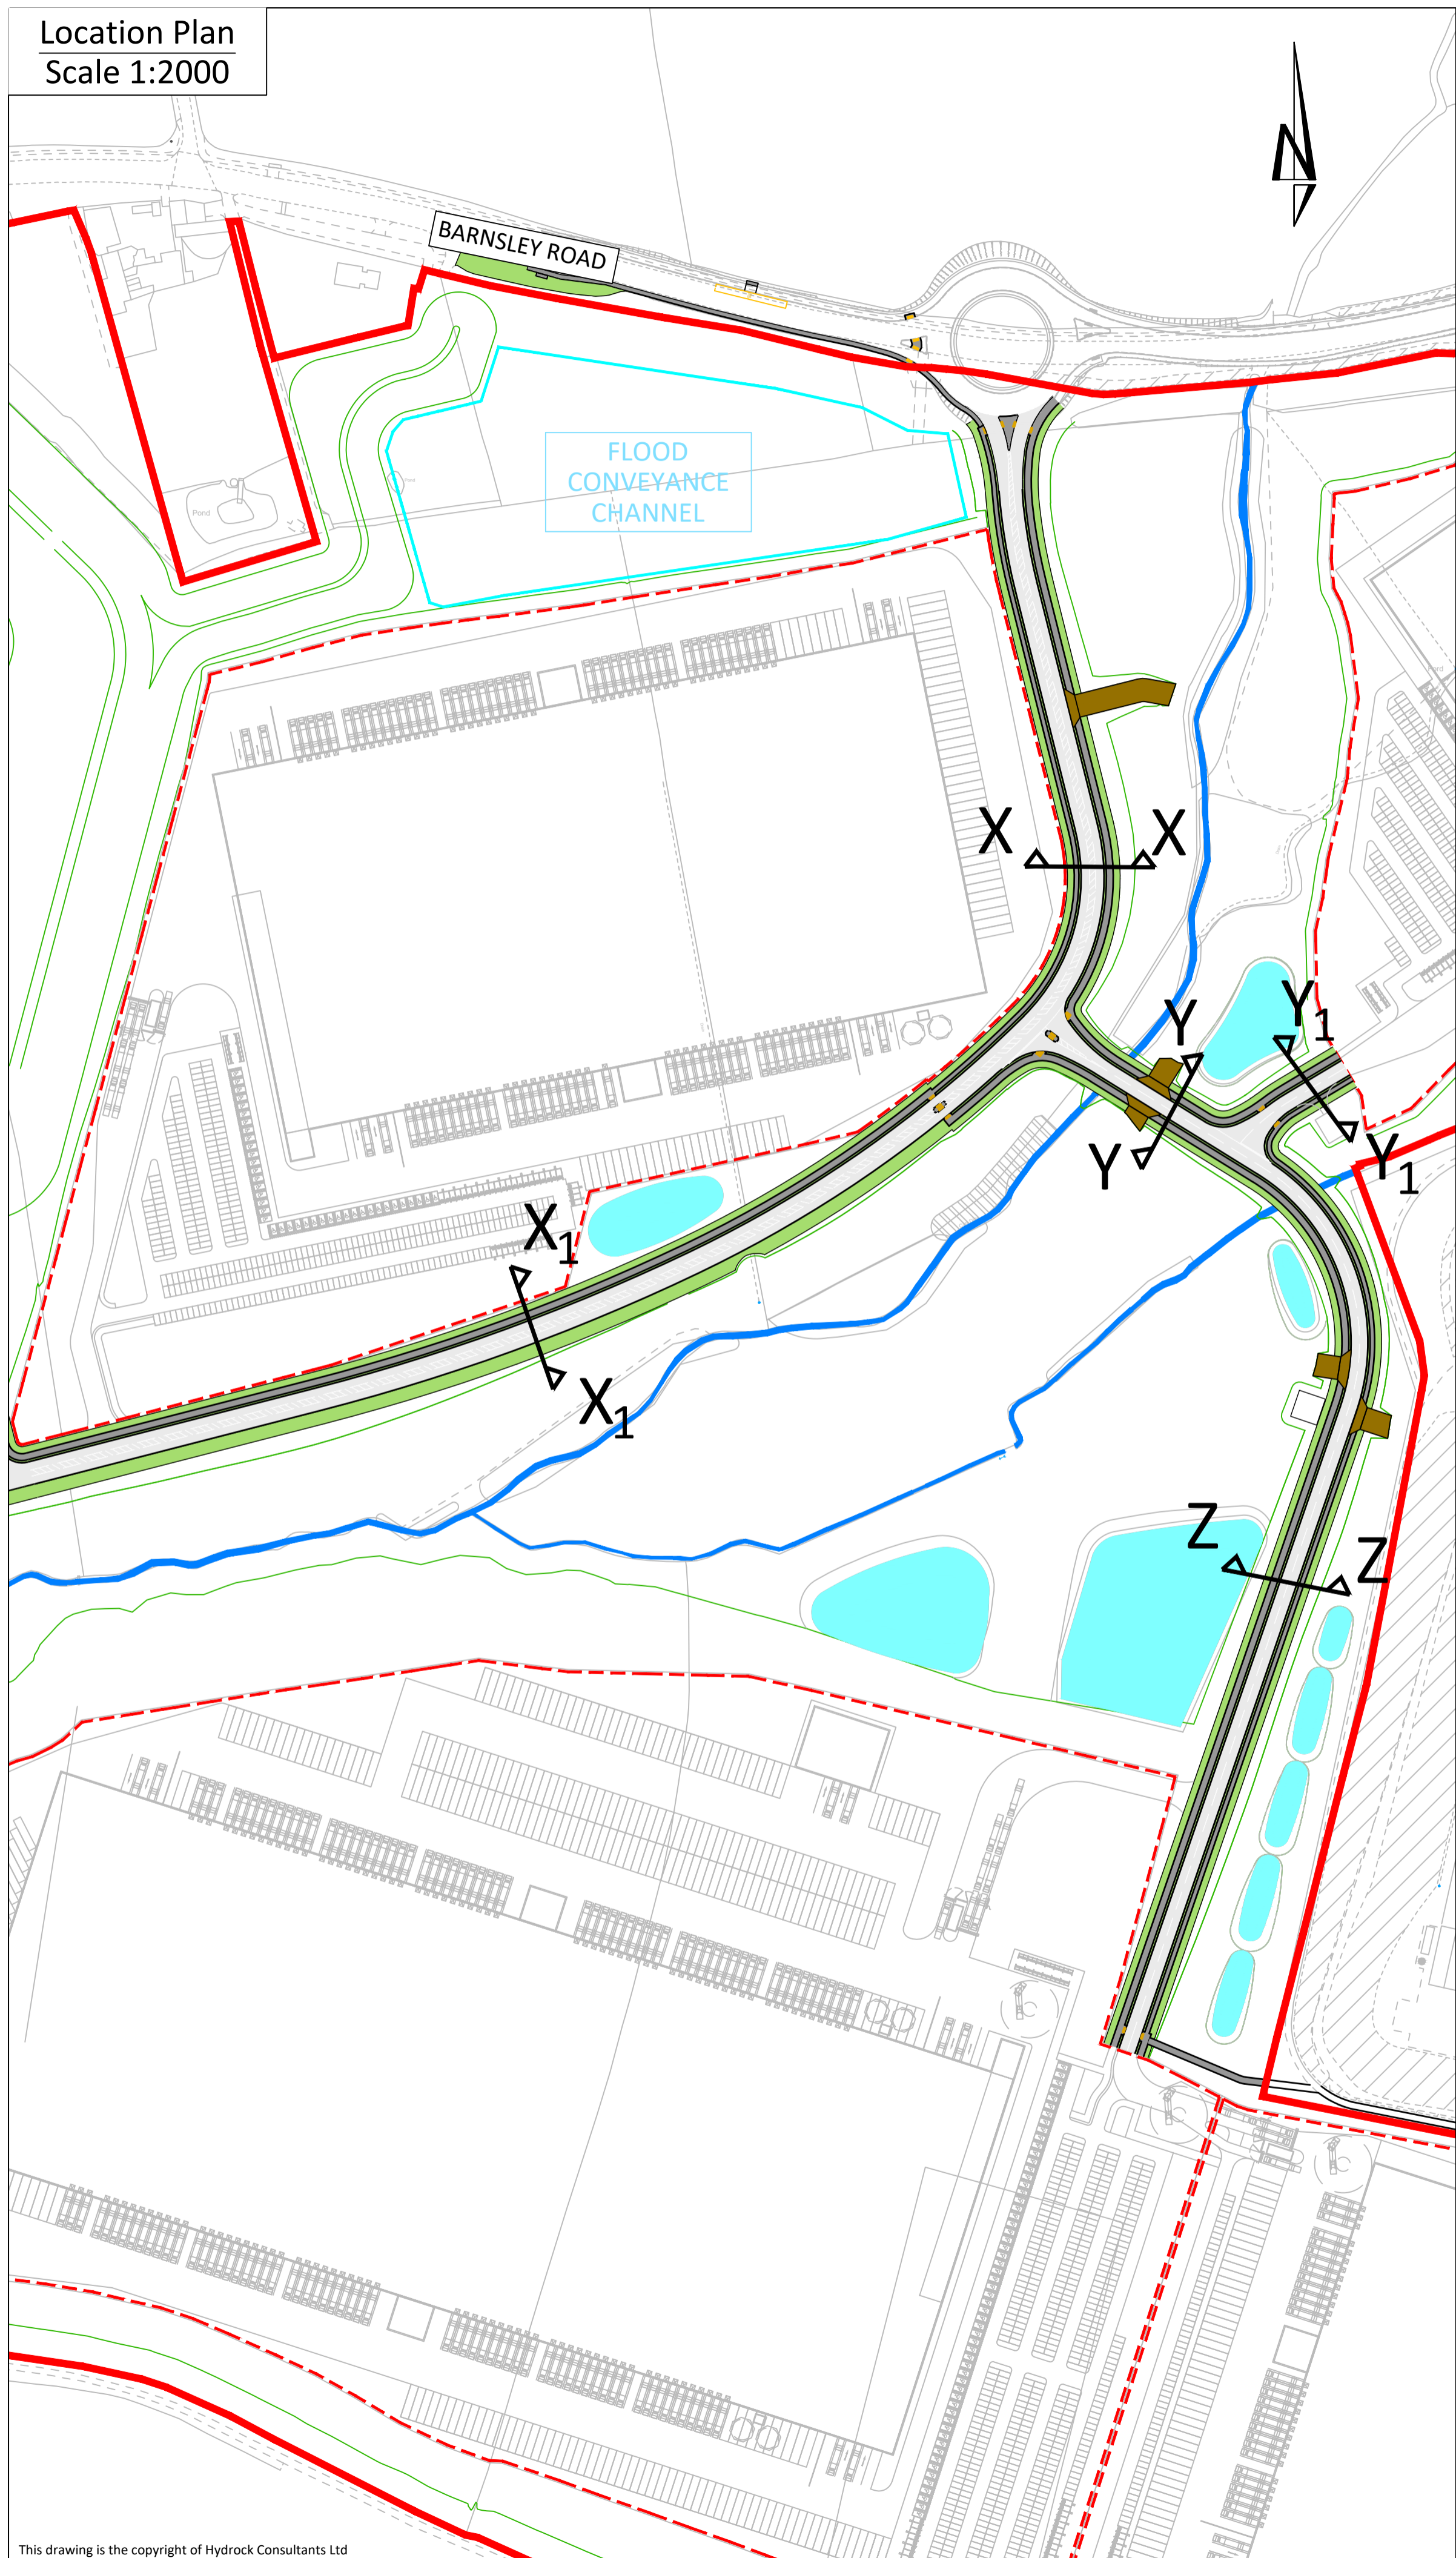 Location Plan
Scale 1:2000
N
BARNSLEY ROAD
FLOOD
CONVEYANCE
CHANNEL
Pond
X
X
Y
Y₁
Y
Y₁
X₁
X₁
Z
Z
This drawing is the copyright of Hydrock Consultants Ltd